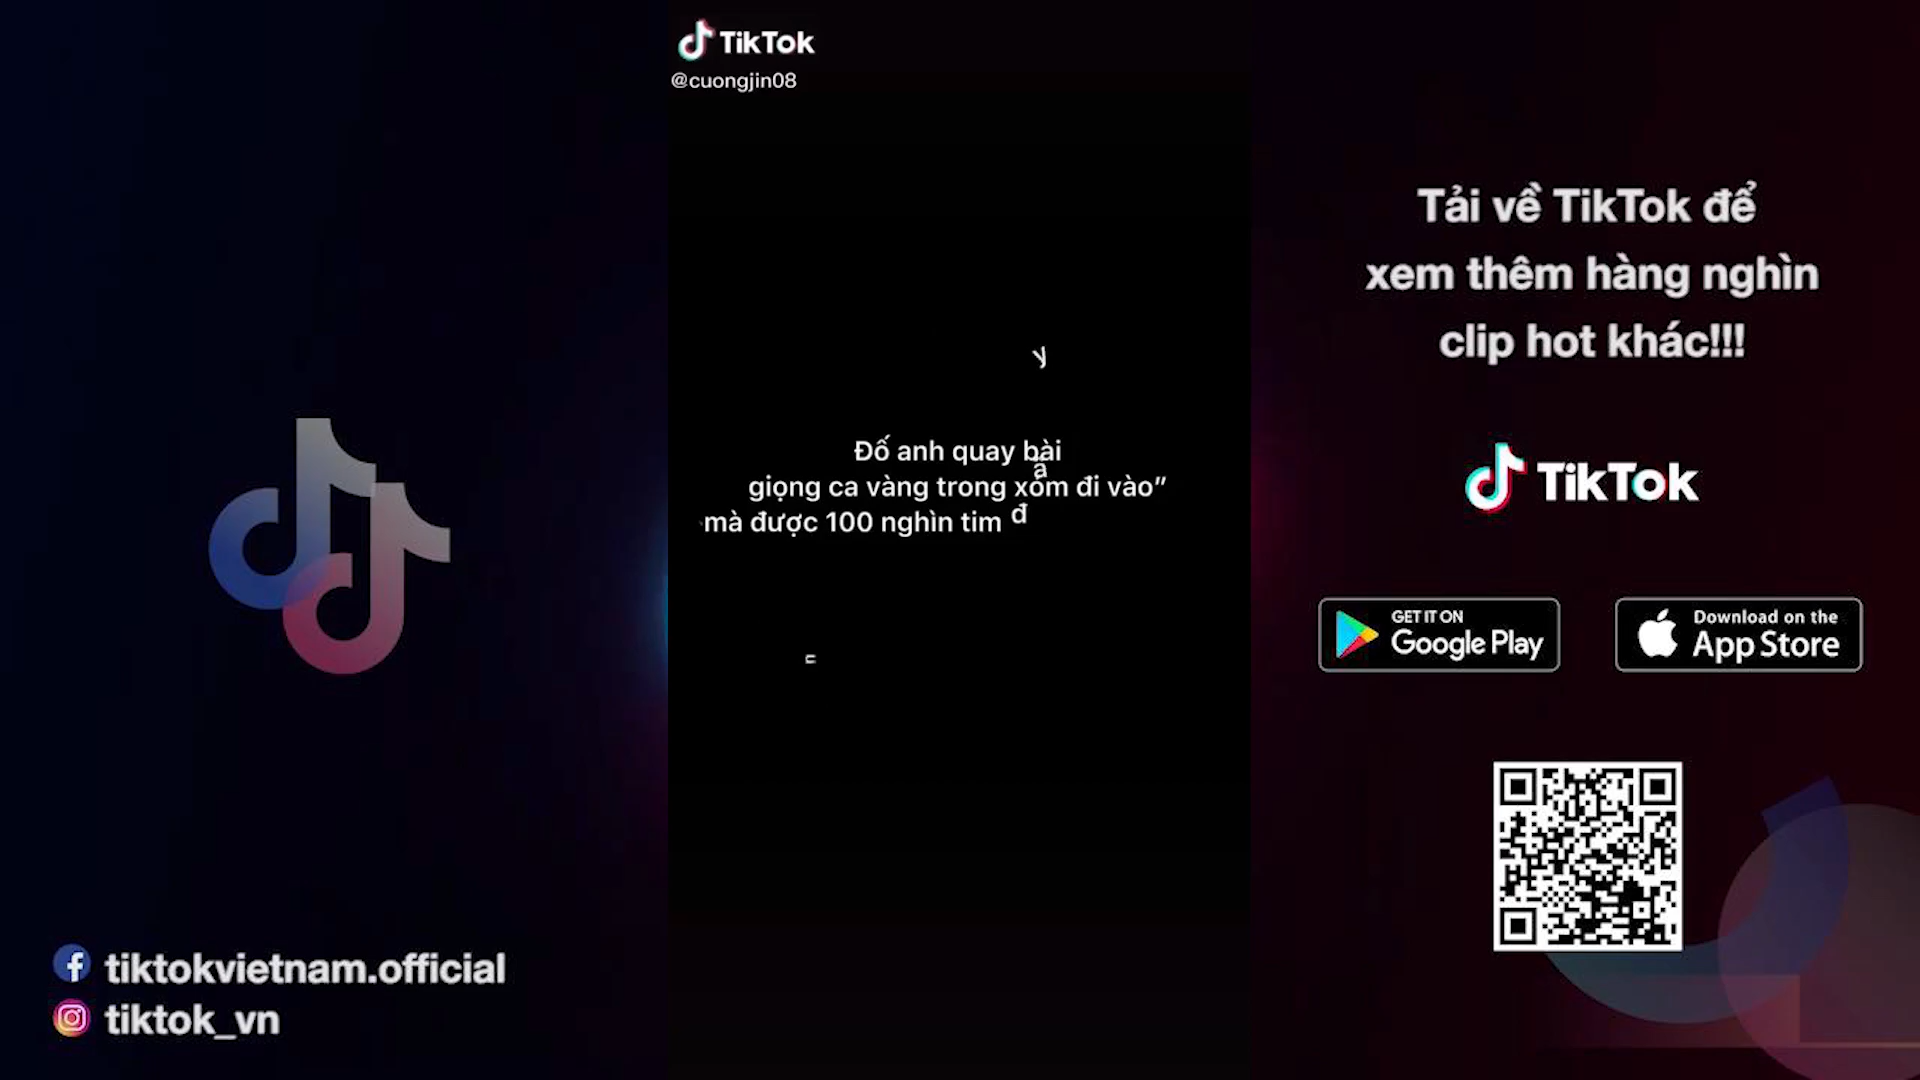 TikTok
@cuongjin08
y
Đố anh quay bài
giọng ca vàng trong xóm đi vào”
mà được 100 nghìn tim
đ
Tải về TikTok để
xem thêm hàng nghìn
clip hot khác!!!
TikTok
GET IT ON
Google Play
Download on the
App Store
tiktokvietnam.official
tiktok_vn